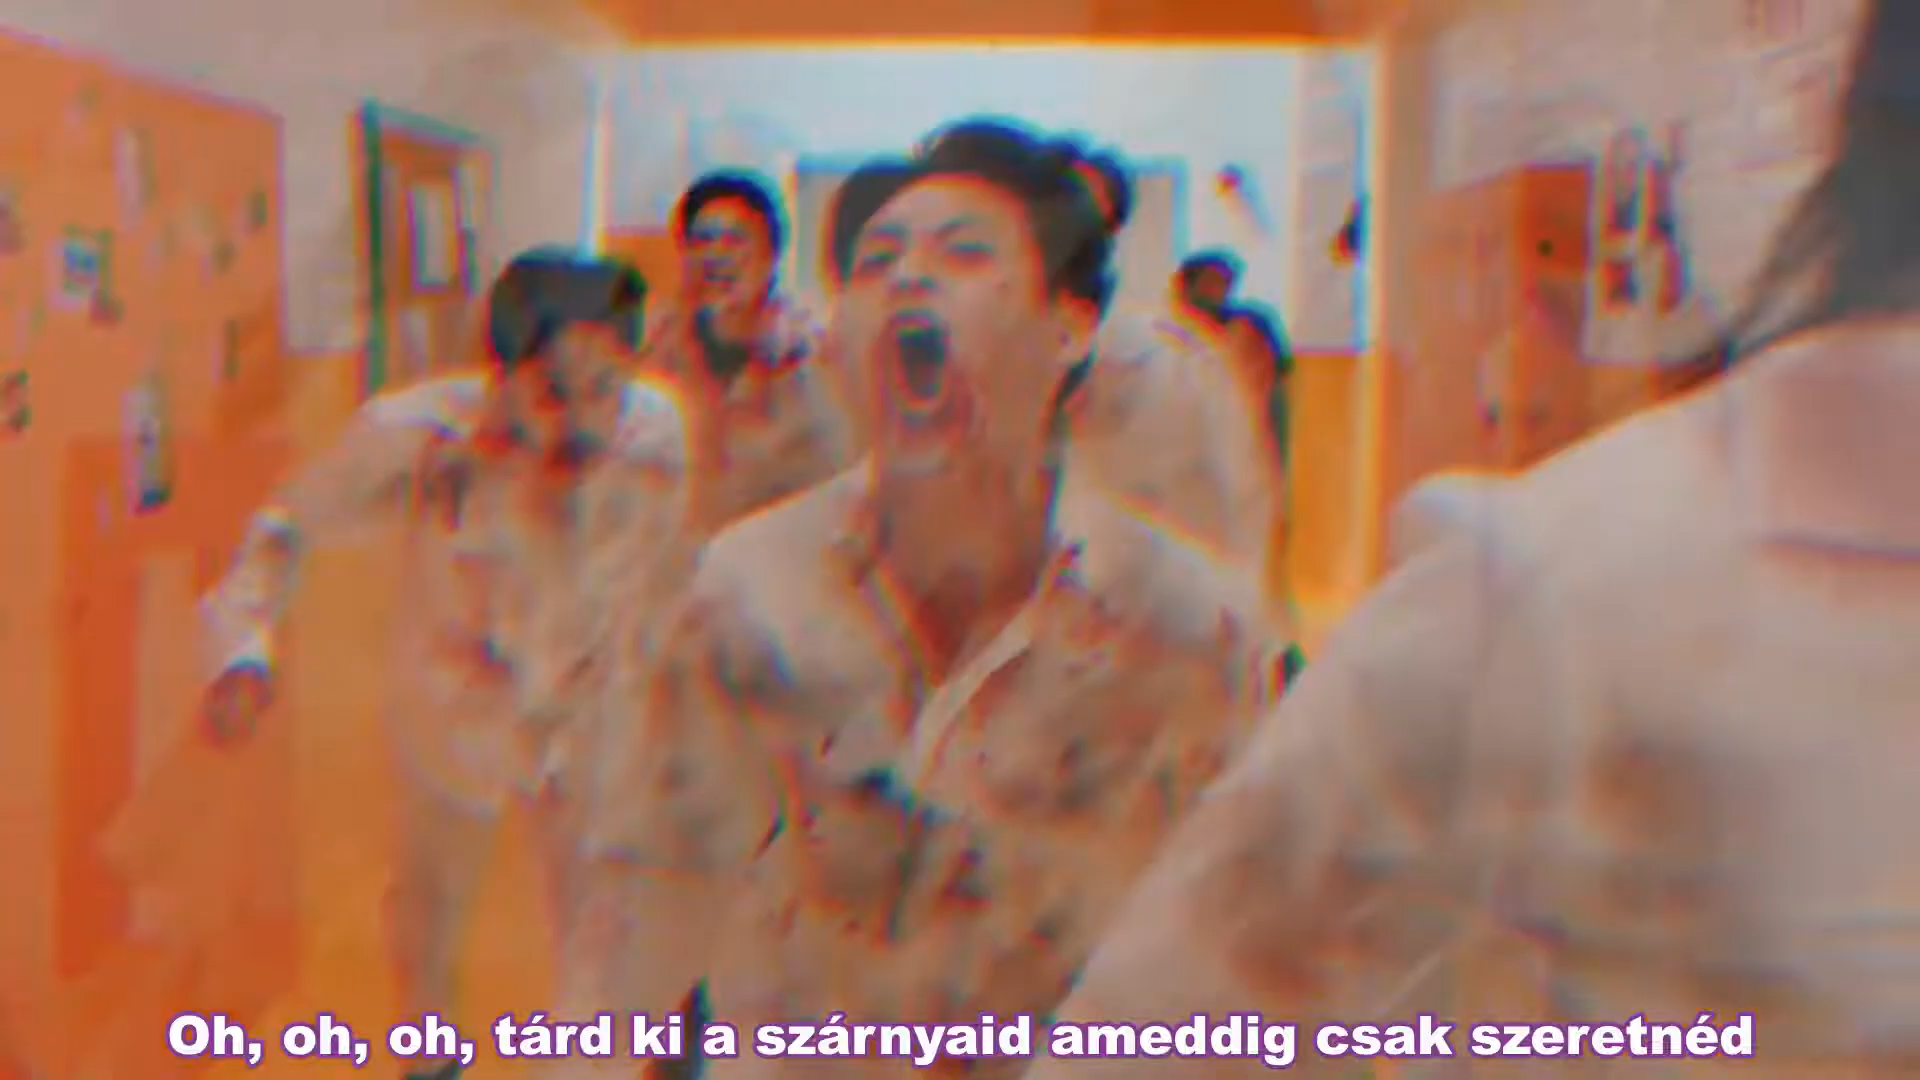 Oh, oh, oh, tárd ki a szárnyaid ameddig csak szeretnéd